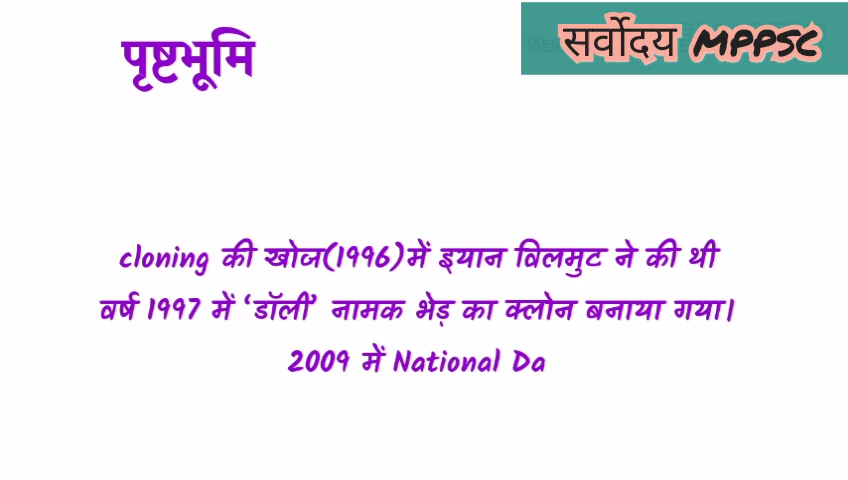 पृष्टभूमि
सर्वोदय MPPSC
cloning की खोज(1996)में इयान विलमुट ने की थी
वर्ष 1997 में ‘डॉली’ नामक भेड़ का क्लोन बनाया गया।
2009 में National Da